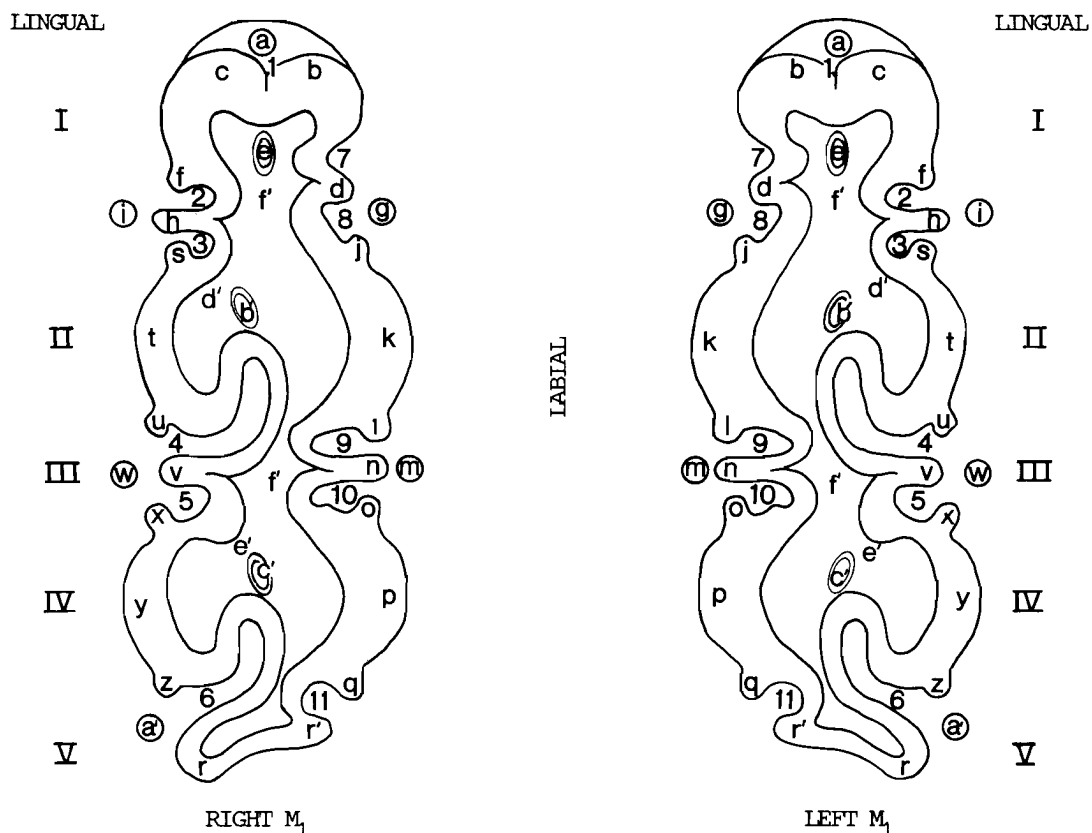 LINGUAL LINGUAL
a a
c 1 b b 1 c
I I
e e
7 7
f f
2 d f' d f' 2
i h 8 g g 8 h i
3 3
s j j s
d' d'
b' b'
II t k k t II
LABIAL
u l l u
4 9 9 4
III w v n m m n v w III
f' f'
5 10 10 5
x o o x
e' e'
c' c'
IV y p p y IV
z q q z
6 11 11 6
a' r' r' a'
V r r V
RIGHT M1 LEFT M1